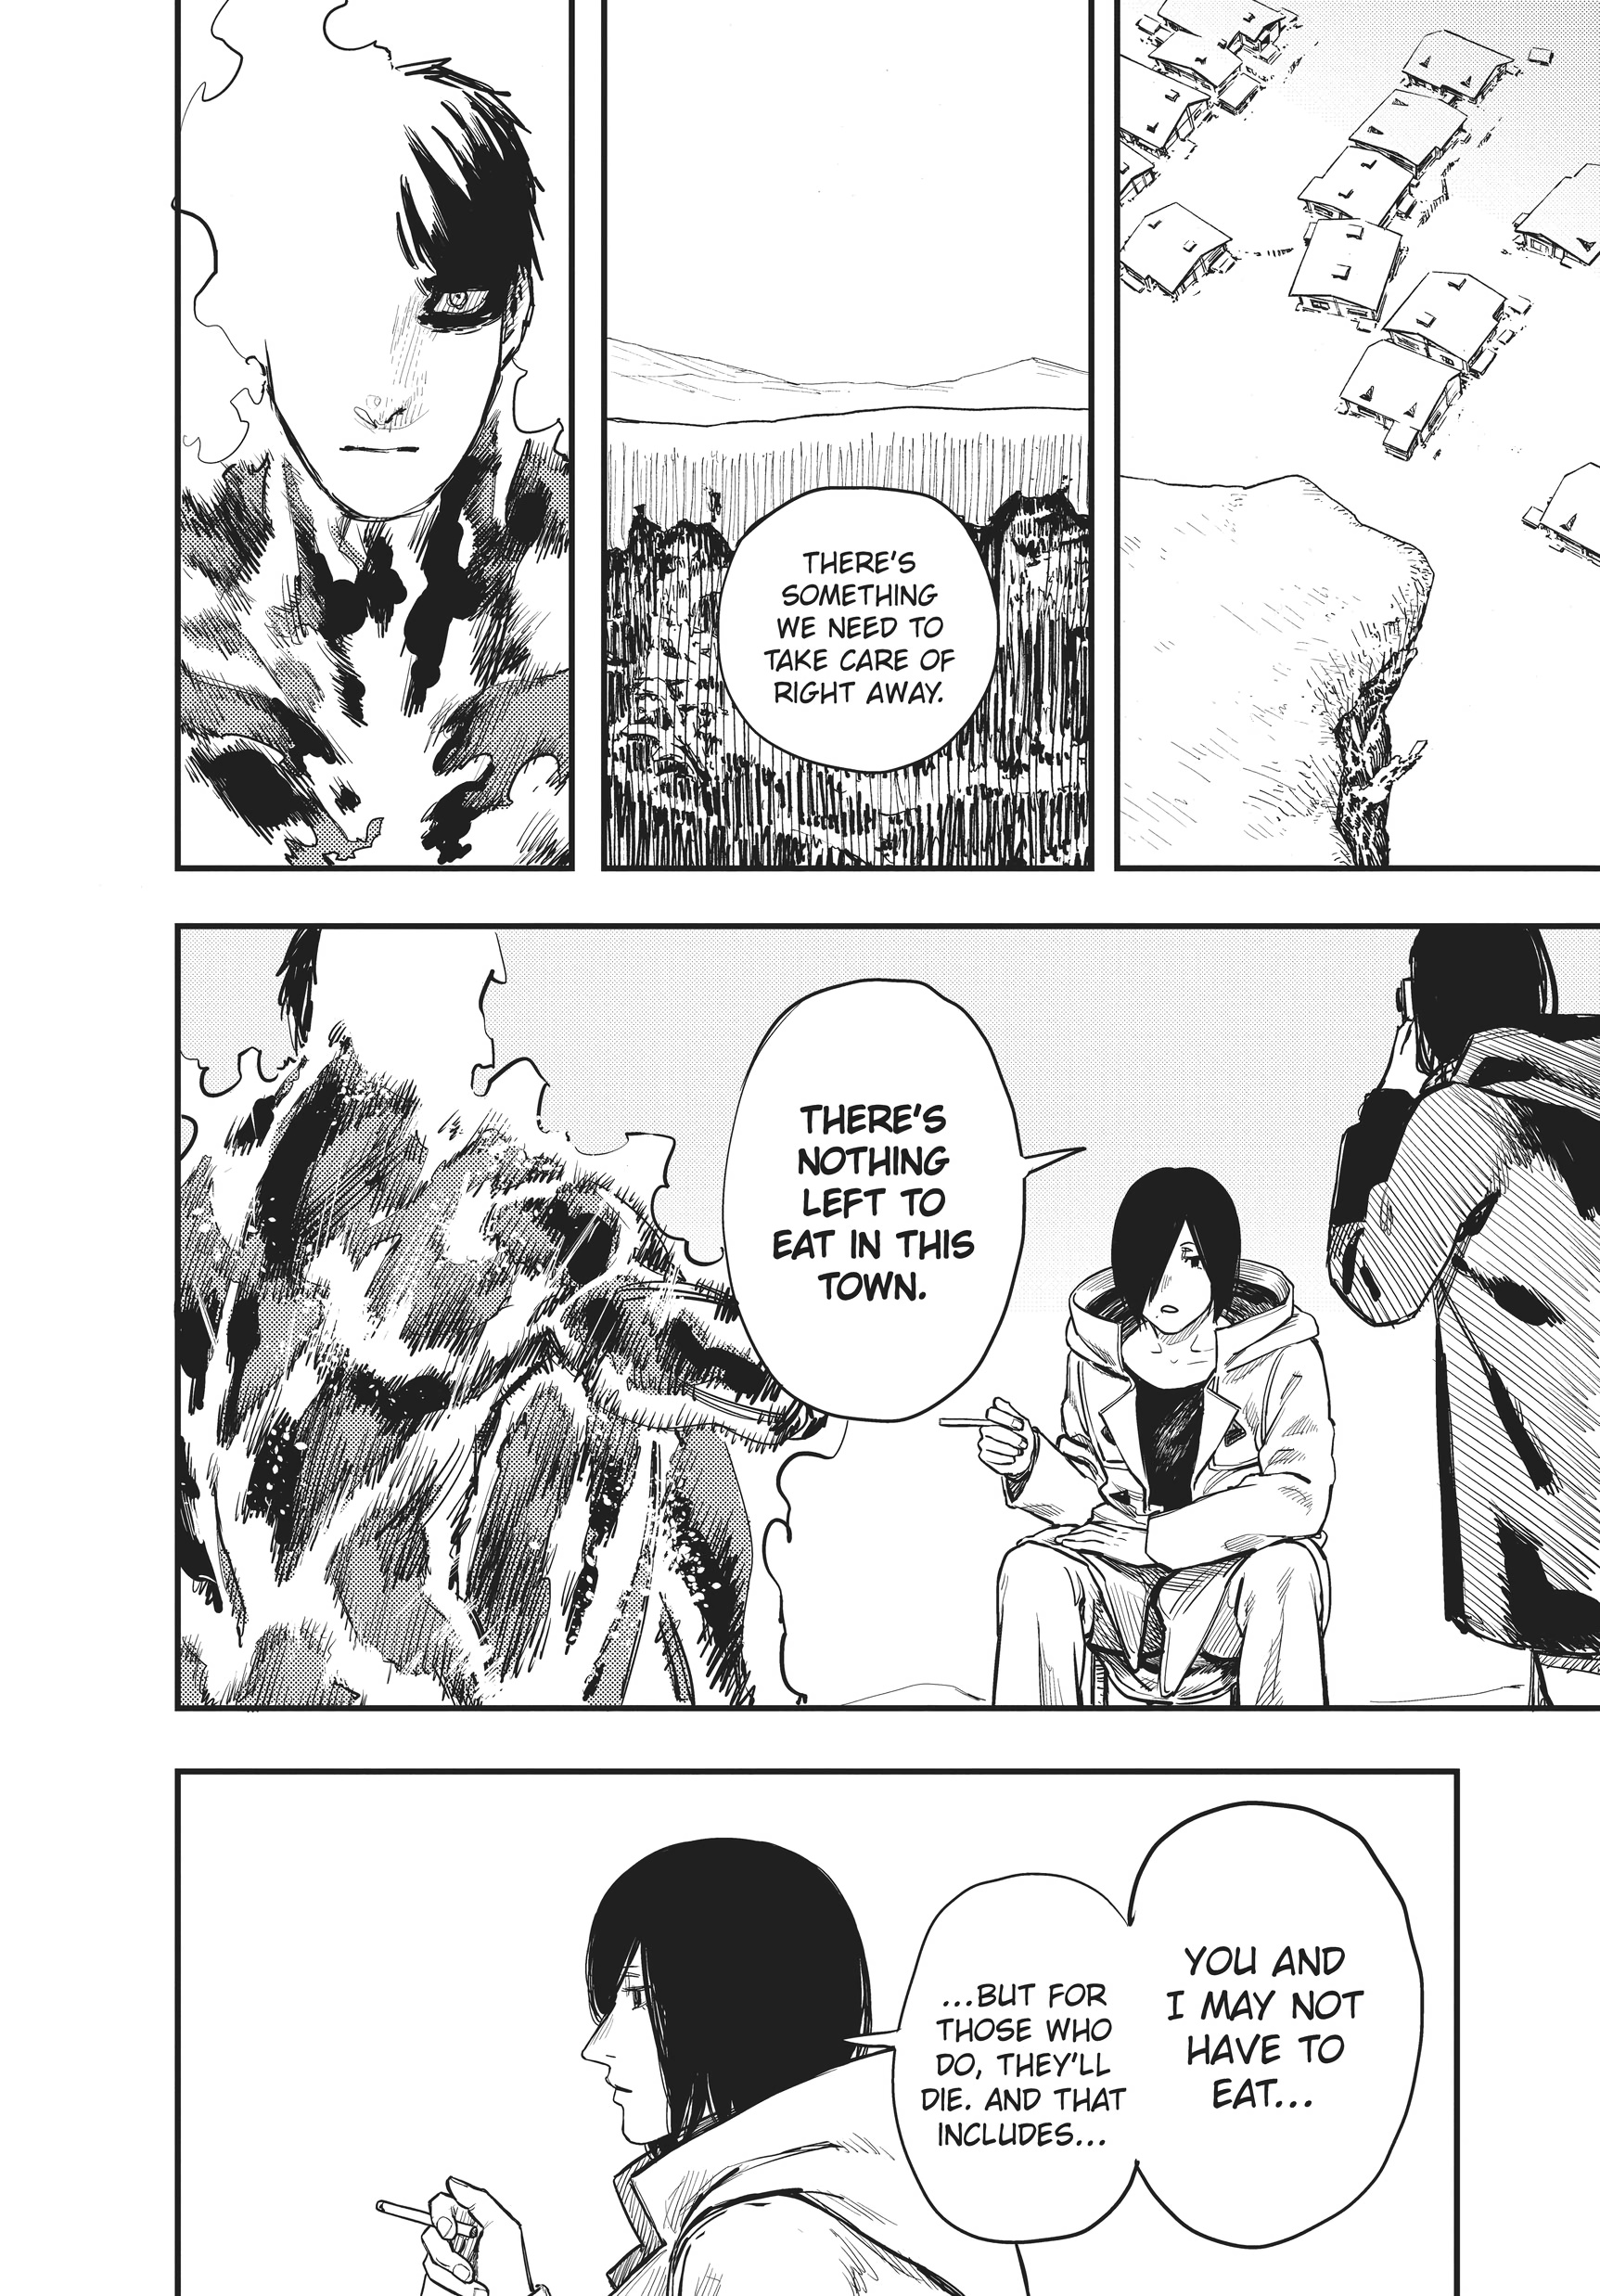 THERE'S
SOMETHING
WE NEED TO
TAKE CARE OF
RIGHT AWAY.
THERE'S
NOTHING
LEFT TO
EAT IN THIS
TOWN.
YOU AND
I MAY NOT
HAVE TO
EAT...
...BUT FOR
THOSE WHO
DO, THEY'LL
DIE. AND THAT
INCLUDES...